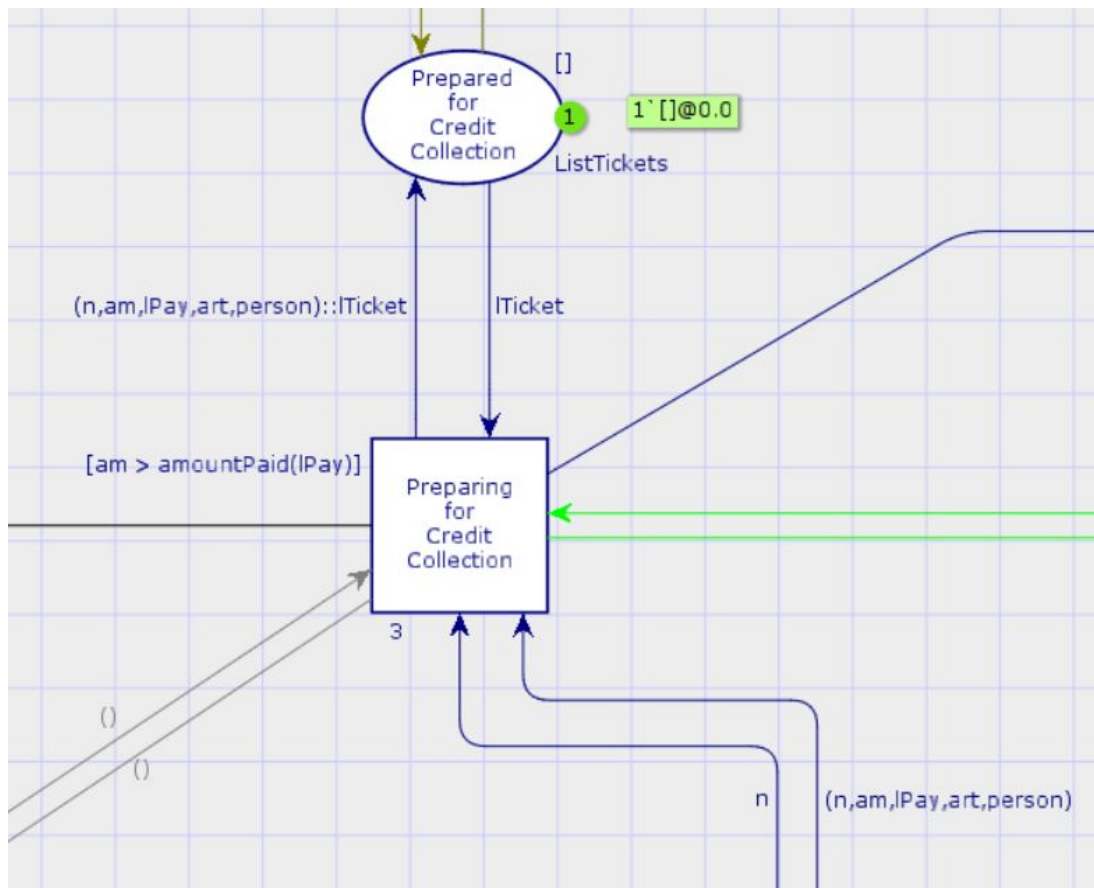 Prepared
for
Credit
Collection
[]
1
1`[]@0.0
ListTickets
(n,am,lPay,art,person)::lTicket
lTicket
[am > amountPaid(lPay)]
Preparing
for
Credit
Collection
3
()
()
n
(n,am,lPay,art,person)